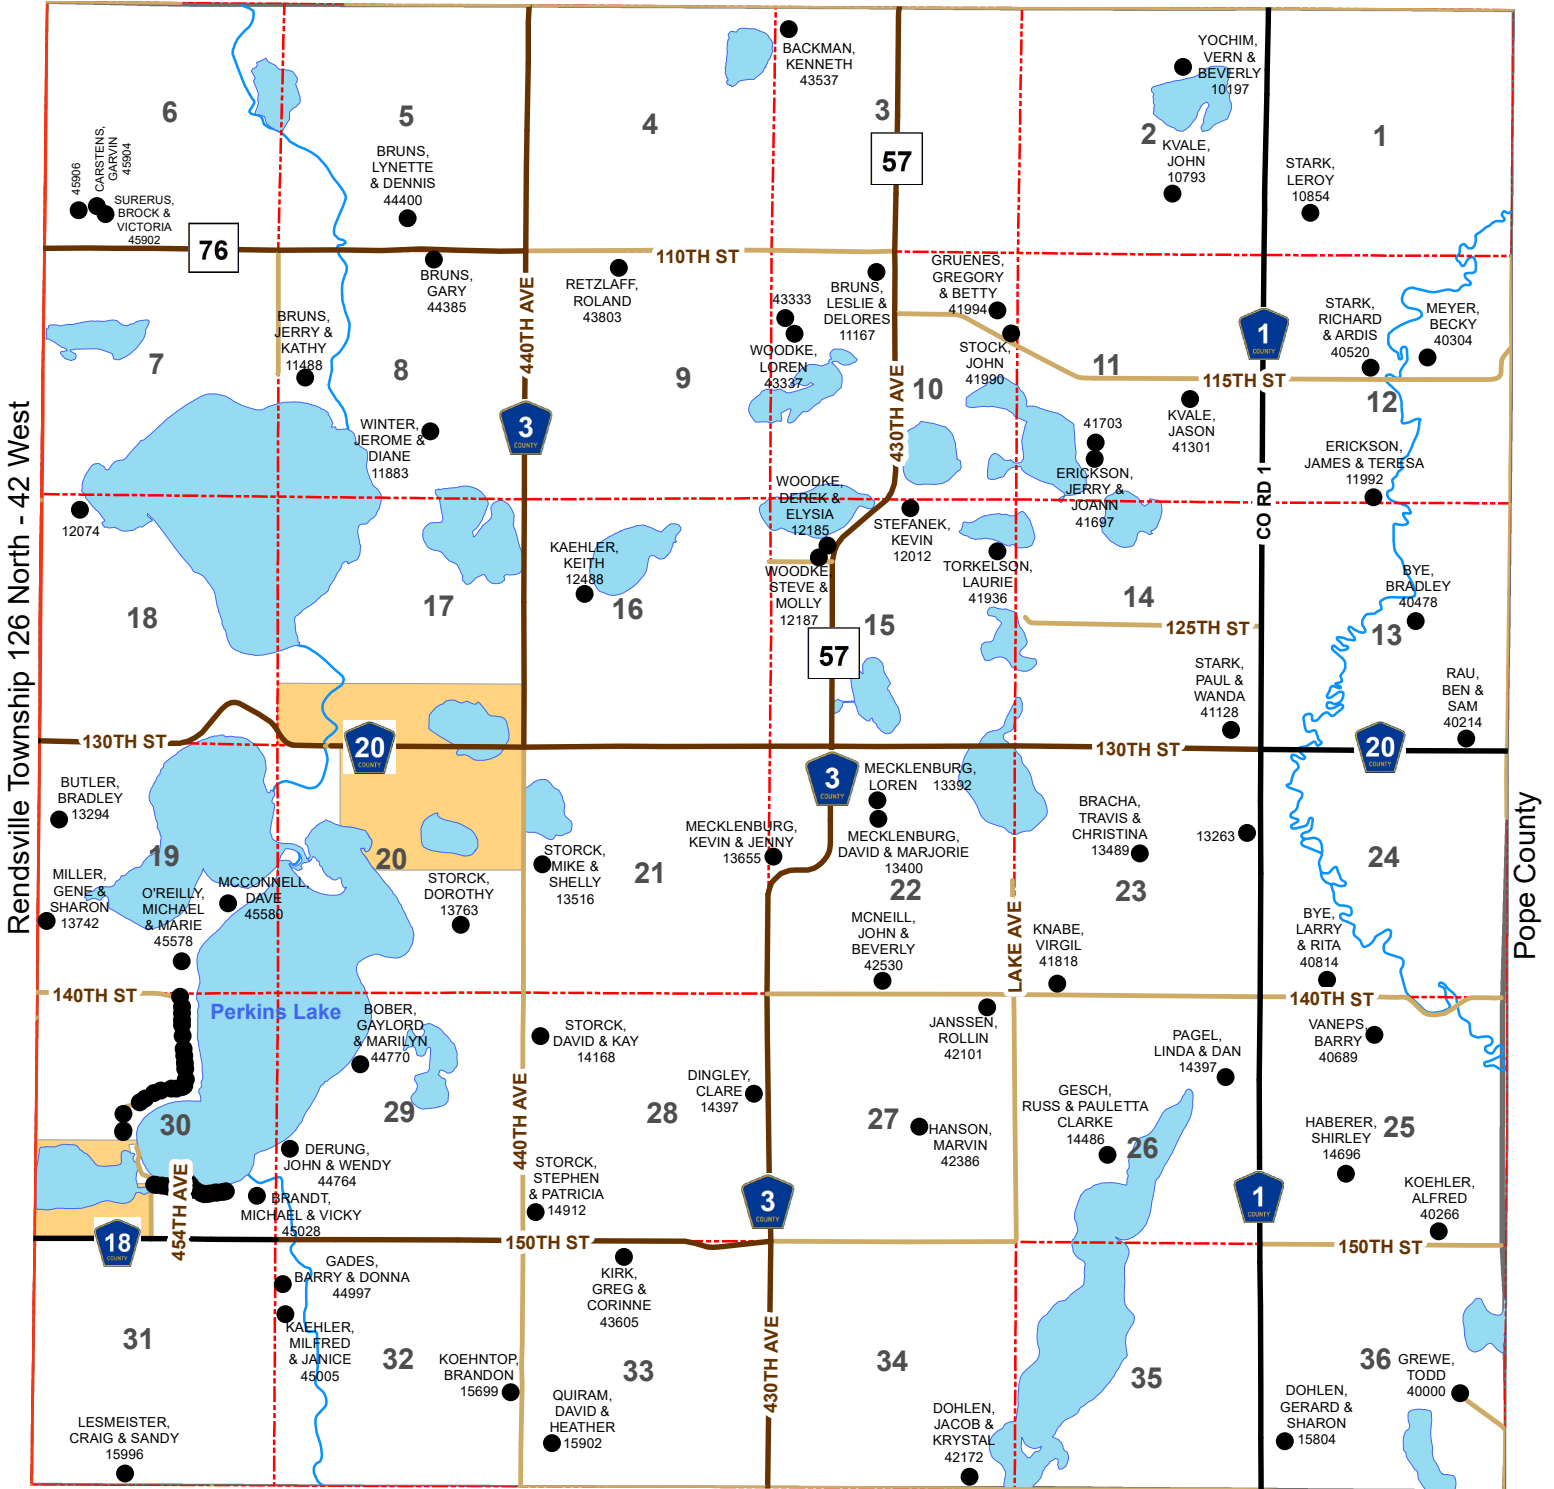 BACKMAN,
KENNETH
43537
YOCHIM,
VERN &
BEVERLY
10197
6
5
4
3
2
1
57
45906
CARSTENS,
GARVIN
45904
SURERUS,
BROCK &
VICTORIA
45902
BRUNS,
LYNETTE
& DENNIS
44400
KVALE,
JOHN
10793
STARK,
LEROY
10854
76
110TH ST
BRUNS,
GARY
44385
RETZLAFF,
ROLAND
43803
BRUNS,
LESLIE &
DELORES
11167
GRUENES,
GREGORY
& BETTY
41994
43333
WOODKE,
LOREN
43337
STOCK,
JOHN
41990
STARK,
RICHARD
& ARDIS
40520
MEYER,
BECKY
40304
BRUNS,
JERRY &
KATHY
11488
440TH AVE
430TH AVE
1
COUNTY
115TH ST
7
8
9
10
11
12
3
COUNTY
WINTER,
JEROME &
DIANE
11883
KVALE,
JASON
41301
41703
ERICKSON,
JERRY &
JOANN
41697
ERICKSON,
JAMES & TERESA
11992
CO RD 1
Rendsville Township 126 North - 42 West
12074
WOODKE,
DEREK &
ELYSIA
12185
STEFANEK,
KEVIN
12012
KAEHLER,
KEITH
12488
WOODKE,
STEVE &
MOLLY
12187
TORKELSON,
LAURIE
41936
BYE,
BRADLEY
40478
18
17
16
15
14
13
125TH ST
57
STARK,
PAUL &
WANDA
41128
RAU,
BEN &
SAM
40214
130TH ST
20
COUNTY
130TH ST
20
COUNTY
3
COUNTY
BUTLER,
BRADLEY
13294
MECKLENBURG,
LOREN 13392
MECKLENBURG,
DAVID & MARJORIE
13400
MECKLENBURG,
KEVIN & JENNY
13655
BRACHA,
TRAVIS &
CHRISTINA
13489
13263
19
20
21
22
23
24
MILLER,
GENE &
SHARON
13742
O'REILLY,
MICHAEL
& MARIE
45578
MCCONNELL,
DAVE
45580
STORCK,
DOROTHY
13763
STORCK,
MIKE &
SHELLY
13516
MCNEILL,
JOHN &
BEVERLY
42530
LAKE AVE
KNABE,
VIRGIL
41818
BYE,
LARRY
& RITA
40814
Pope County
140TH ST
140TH ST
Perkins Lake
BOBER,
GAYLORD
& MARILYN
44770
STORCK,
DAVID & KAY
14168
JANSSEN,
ROLLIN
42101
PAGEL,
LINDA & DAN
14397
VANEPS,
BARRY
40689
DINGLEY,
CLARE
14397
GESCH,
RUSS & PAULETTA
CLARKE
14486
HANSON,
MARVIN
42386
HABERER,
SHIRLEY
14696
30
29
28
27
26
25
440TH AVE
DERUNG,
JOHN & WENDY
44764
STORCK,
STEPHEN
& PATRICIA
14912
BRANDT,
MICHAEL & VICKY
45028
KOEHLER,
ALFRED
40266
3
COUNTY
1
COUNTY
18
COUNTY
454TH AVE
150TH ST
150TH ST
GADES,
BARRY & DONNA
44997
KIRK,
GREG &
CORINNE
43605
KAEHLER,
MILFRED
& JANICE
45005
31
32
33
34
35
36
430TH AVE
KOEHNTOP,
BRANDON
15699
QUIRAM,
DAVID &
HEATHER
15902
GREWE,
TODD
40000
DOHLEN,
GERARD &
SHARON
15804
DOHLEN,
JACOB &
KRYSTAL
42172
LESMEISTER,
CRAIG & SANDY
15996